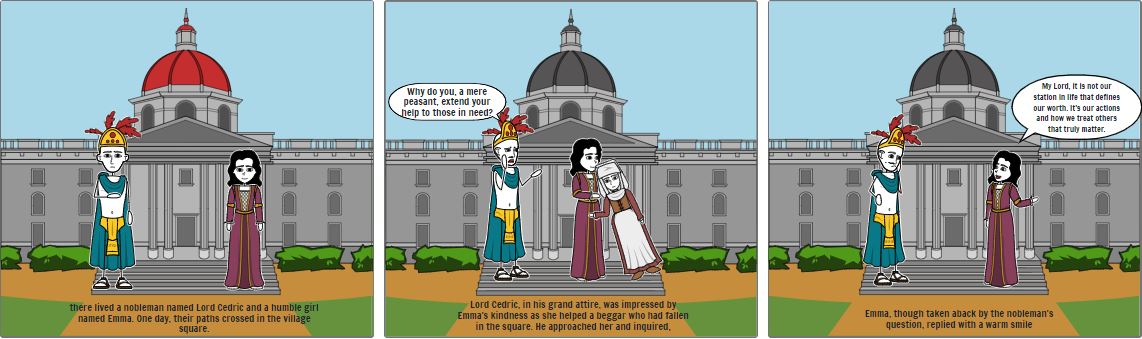 there lived a nobleman named Lord Cedric and a humble girl
named Emma. One day, their paths crossed in the village
square.
Why do you, a mere
peasant, extend your
help to those in need?
Lord Cedric, in his grand attire, was impressed by
Emma's kindness as she helped a beggar who had fallen
in the square. He approached her and inquired,
My Lord, it is not our
station in life that defines
our worth. It's our actions
and how we treat others
that truly matter.
Emma, though taken aback by the nobleman's
question, replied with a warm smile